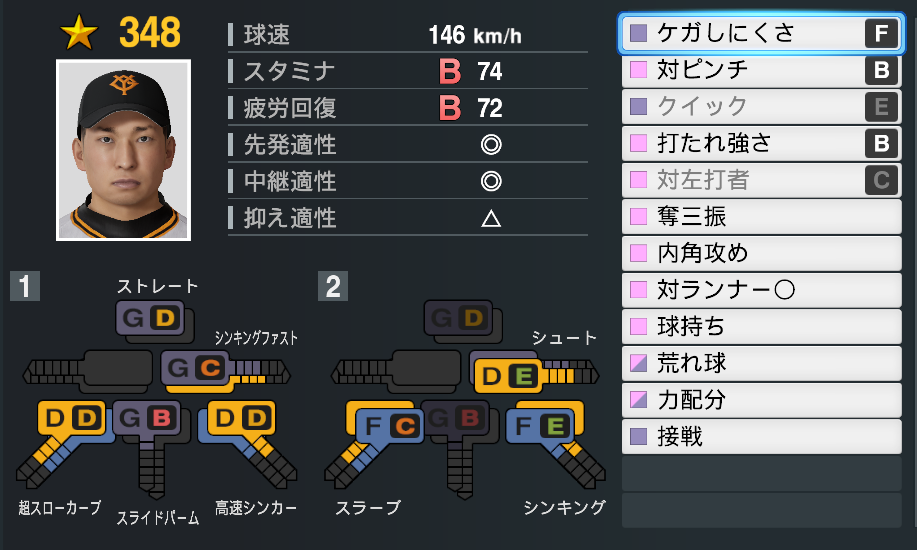 348
球速 146 km/h
スタミナ B 74
疲労回復 B 72
先発適性 ◎
中継適性 ◎
抑え適性 △
YG
1
ストレート
G D
シンキングファスト
G C
D D
G B
D D
超スローカーブ
スライドパーム
高速シンカー
2
G D
シュート
D E
F C
G B
F E
スラーブ
シンキング
ケガしにくさ F
対ピンチ B
クイック E
打たれ強さ B
対左打者 C
奪三振
内角攻め
対ランナー〇
球持ち
荒れ球
力配分
接戦